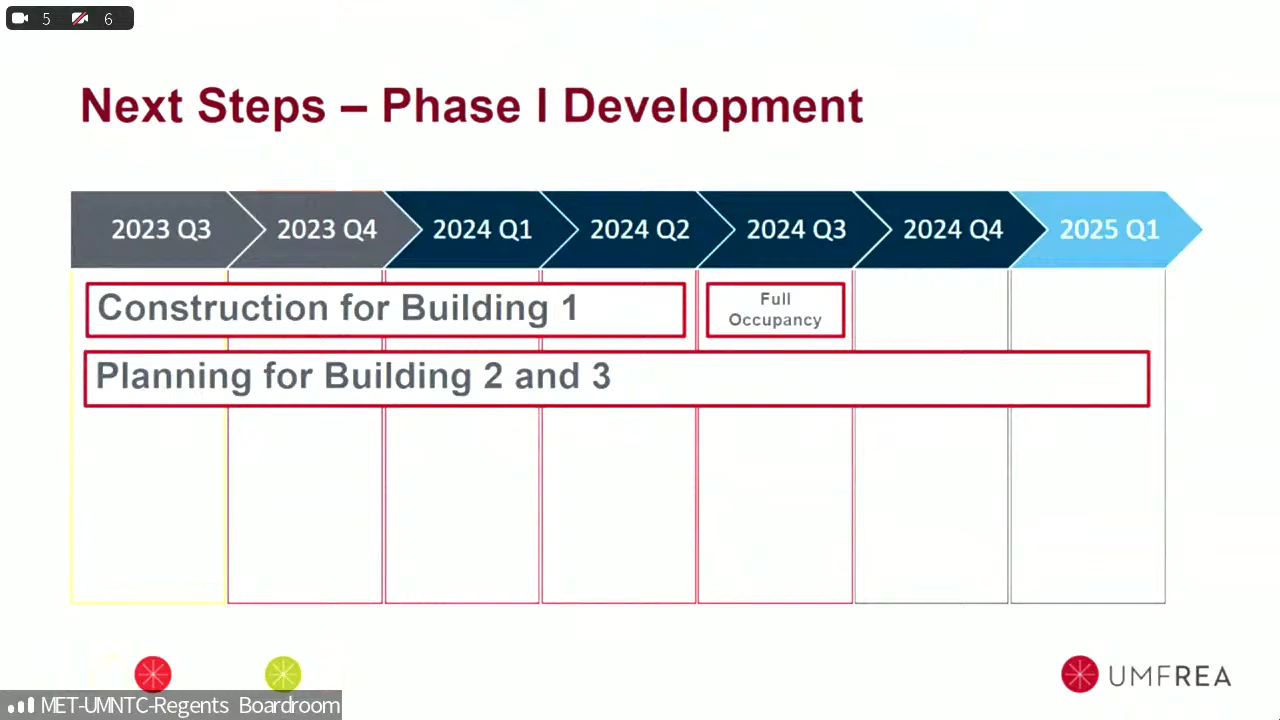 5 6
Next Steps – Phase I Development
2023 Q3 2023 Q4 2024 Q1 2024 Q2 2024 Q3 2024 Q4 2025 Q1
Construction for Building 1
Full
Occupancy
Planning for Building 2 and 3
UMFREA
MET-UMNTC-Regents Boardroom